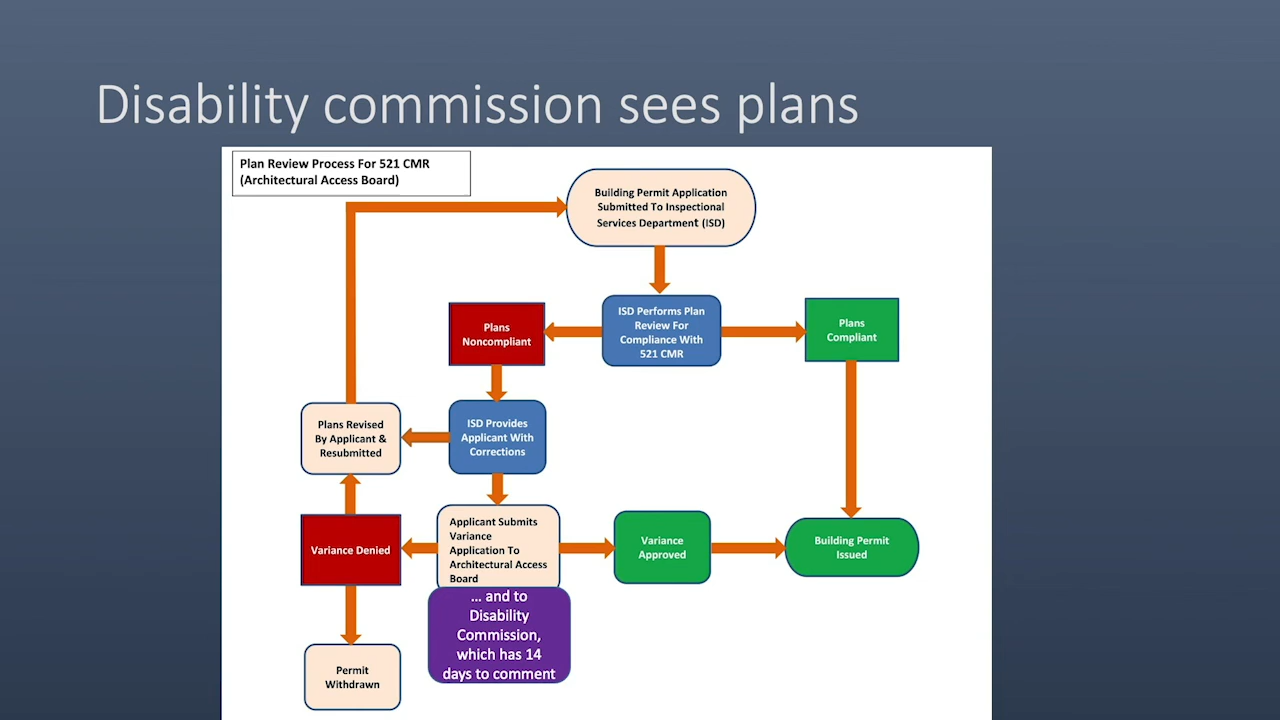 Disability commission sees plans
Plan Review Process For 521 CMR
(Architectural Access Board)
Building Permit Application
Submitted To Inspectional
Services Department (ISD)
ISD Performs Plan
Review For
Compliance With
521 CMR
Plans
Noncompliant
Plans
Compliant
Plans Revised
By Applicant &
Resubmitted
ISD Provides
Applicant With
Corrections
Variance Denied
Applicant Submits
Variance
Application To
Architectural Access
Board
Variance
Approved
Building Permit
Issued
... and to
Disability
Commission,
which has 14
days to comment
Permit
Withdrawn